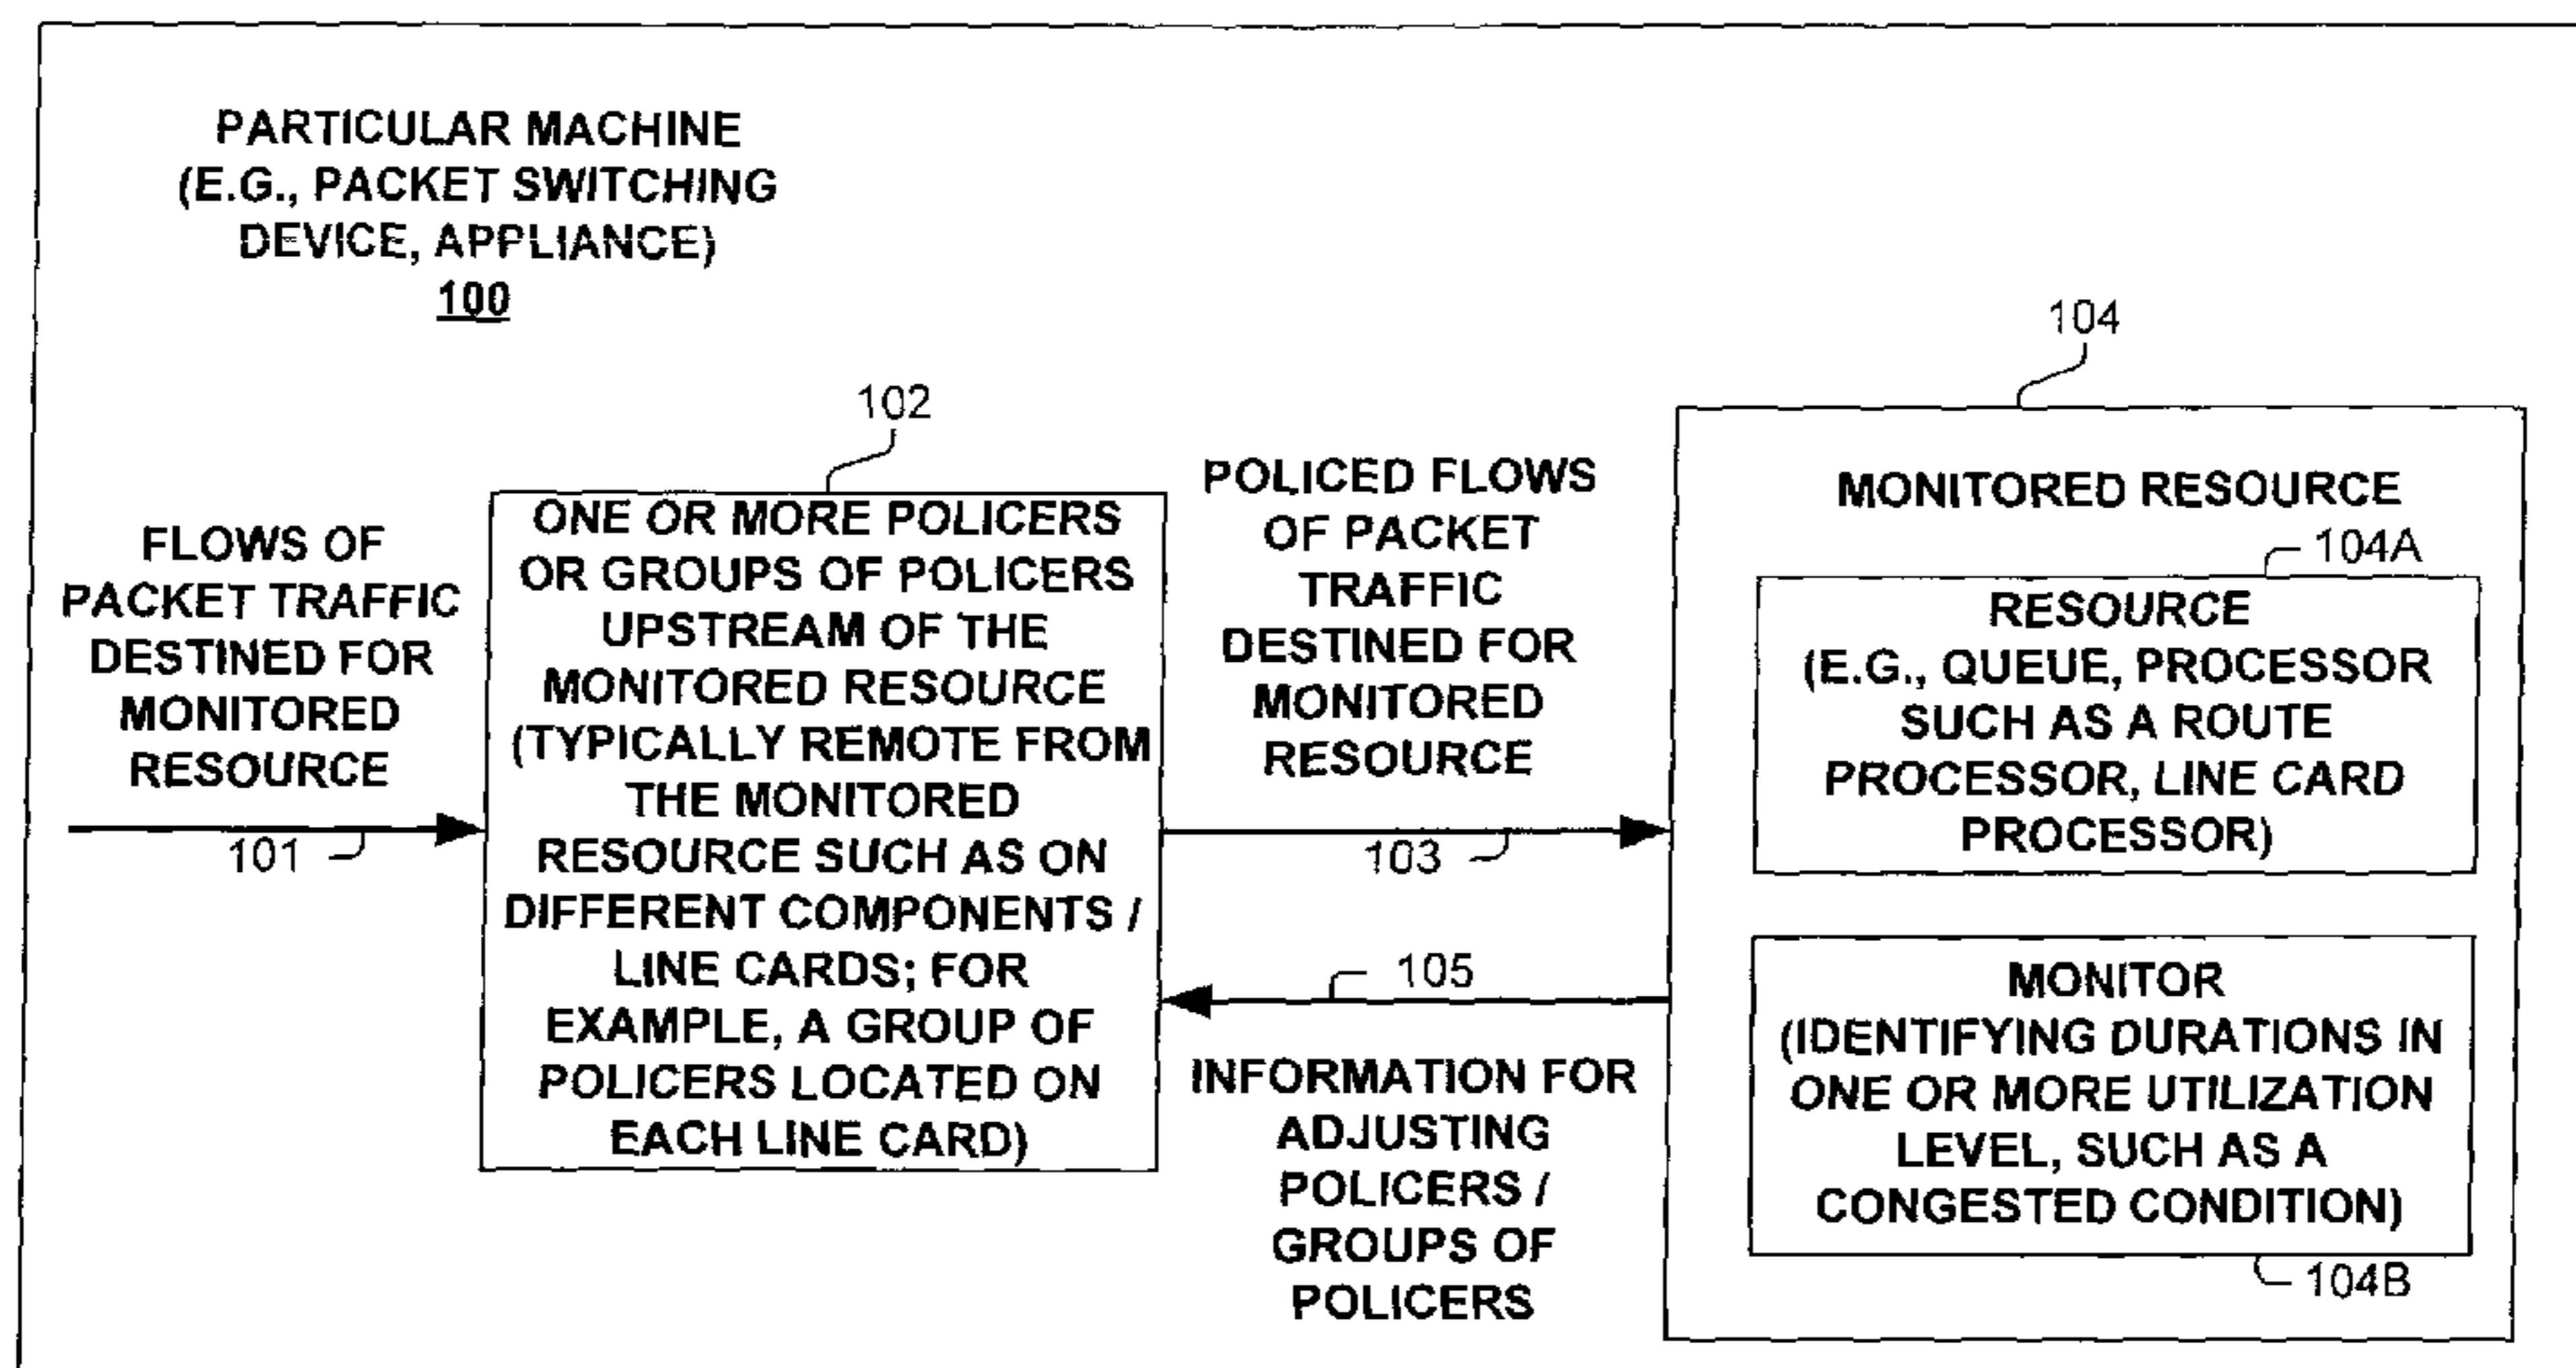 PARTICULAR MACHINE
(E.G., PACKET SWITCHING
DEVICE, APPLIANCE)
100
FLOWS OF
PACKET TRAFFIC
DESTINED FOR
MONITORED
RESOURCE
101
102
ONE OR MORE POLICERS
OR GROUPS OF POLICERS
UPSTREAM OF THE
MONITORED RESOURCE
(TYPICALLY REMOTE FROM
THE MONITORED
RESOURCE SUCH AS ON
DIFFERENT COMPONENTS /
LINE CARDS; FOR
EXAMPLE, A GROUP OF
POLICERS LOCATED ON
EACH LINE CARD)
POLICED FLOWS
OF PACKET
TRAFFIC
DESTINED FOR
MONITORED
RESOURCE
103
105
INFORMATION FOR
ADJUSTING
POLICERS /
GROUPS OF
POLICERS
104
MONITORED RESOURCE
104A
RESOURCE
(E.G., QUEUE, PROCESSOR
SUCH AS A ROUTE
PROCESSOR, LINE CARD
PROCESSOR)
MONITOR
(IDENTIFYING DURATIONS IN
ONE OR MORE UTILIZATION
LEVEL, SUCH AS A
CONGESTED CONDITION)
104B